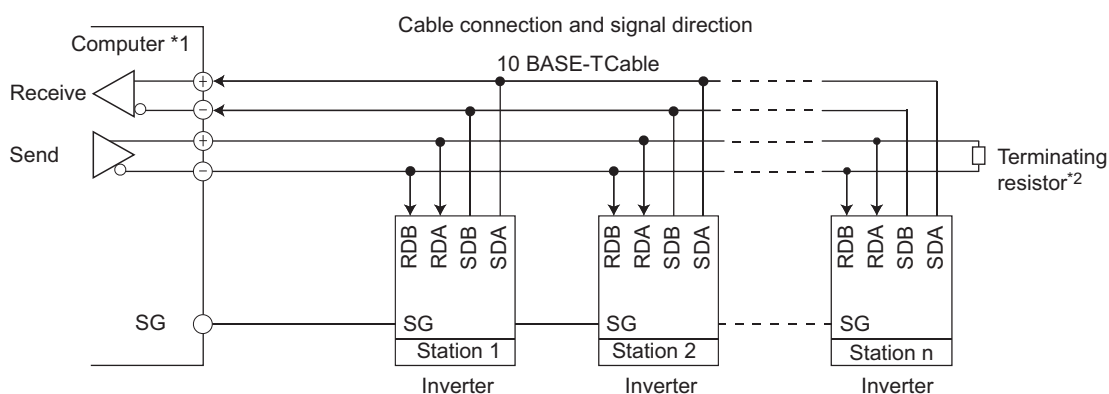 Cable connection and signal direction
Computer *1
10 BASE-TCable
+
Receive
−
+
Send
−
Terminating
resistor*2
RDB RDA SDB SDA
RDB RDA SDB SDA
RDB RDA SDB SDA
SG
SG
SG
SG
Station 1
Station 2
Station n
Inverter
Inverter
Inverter